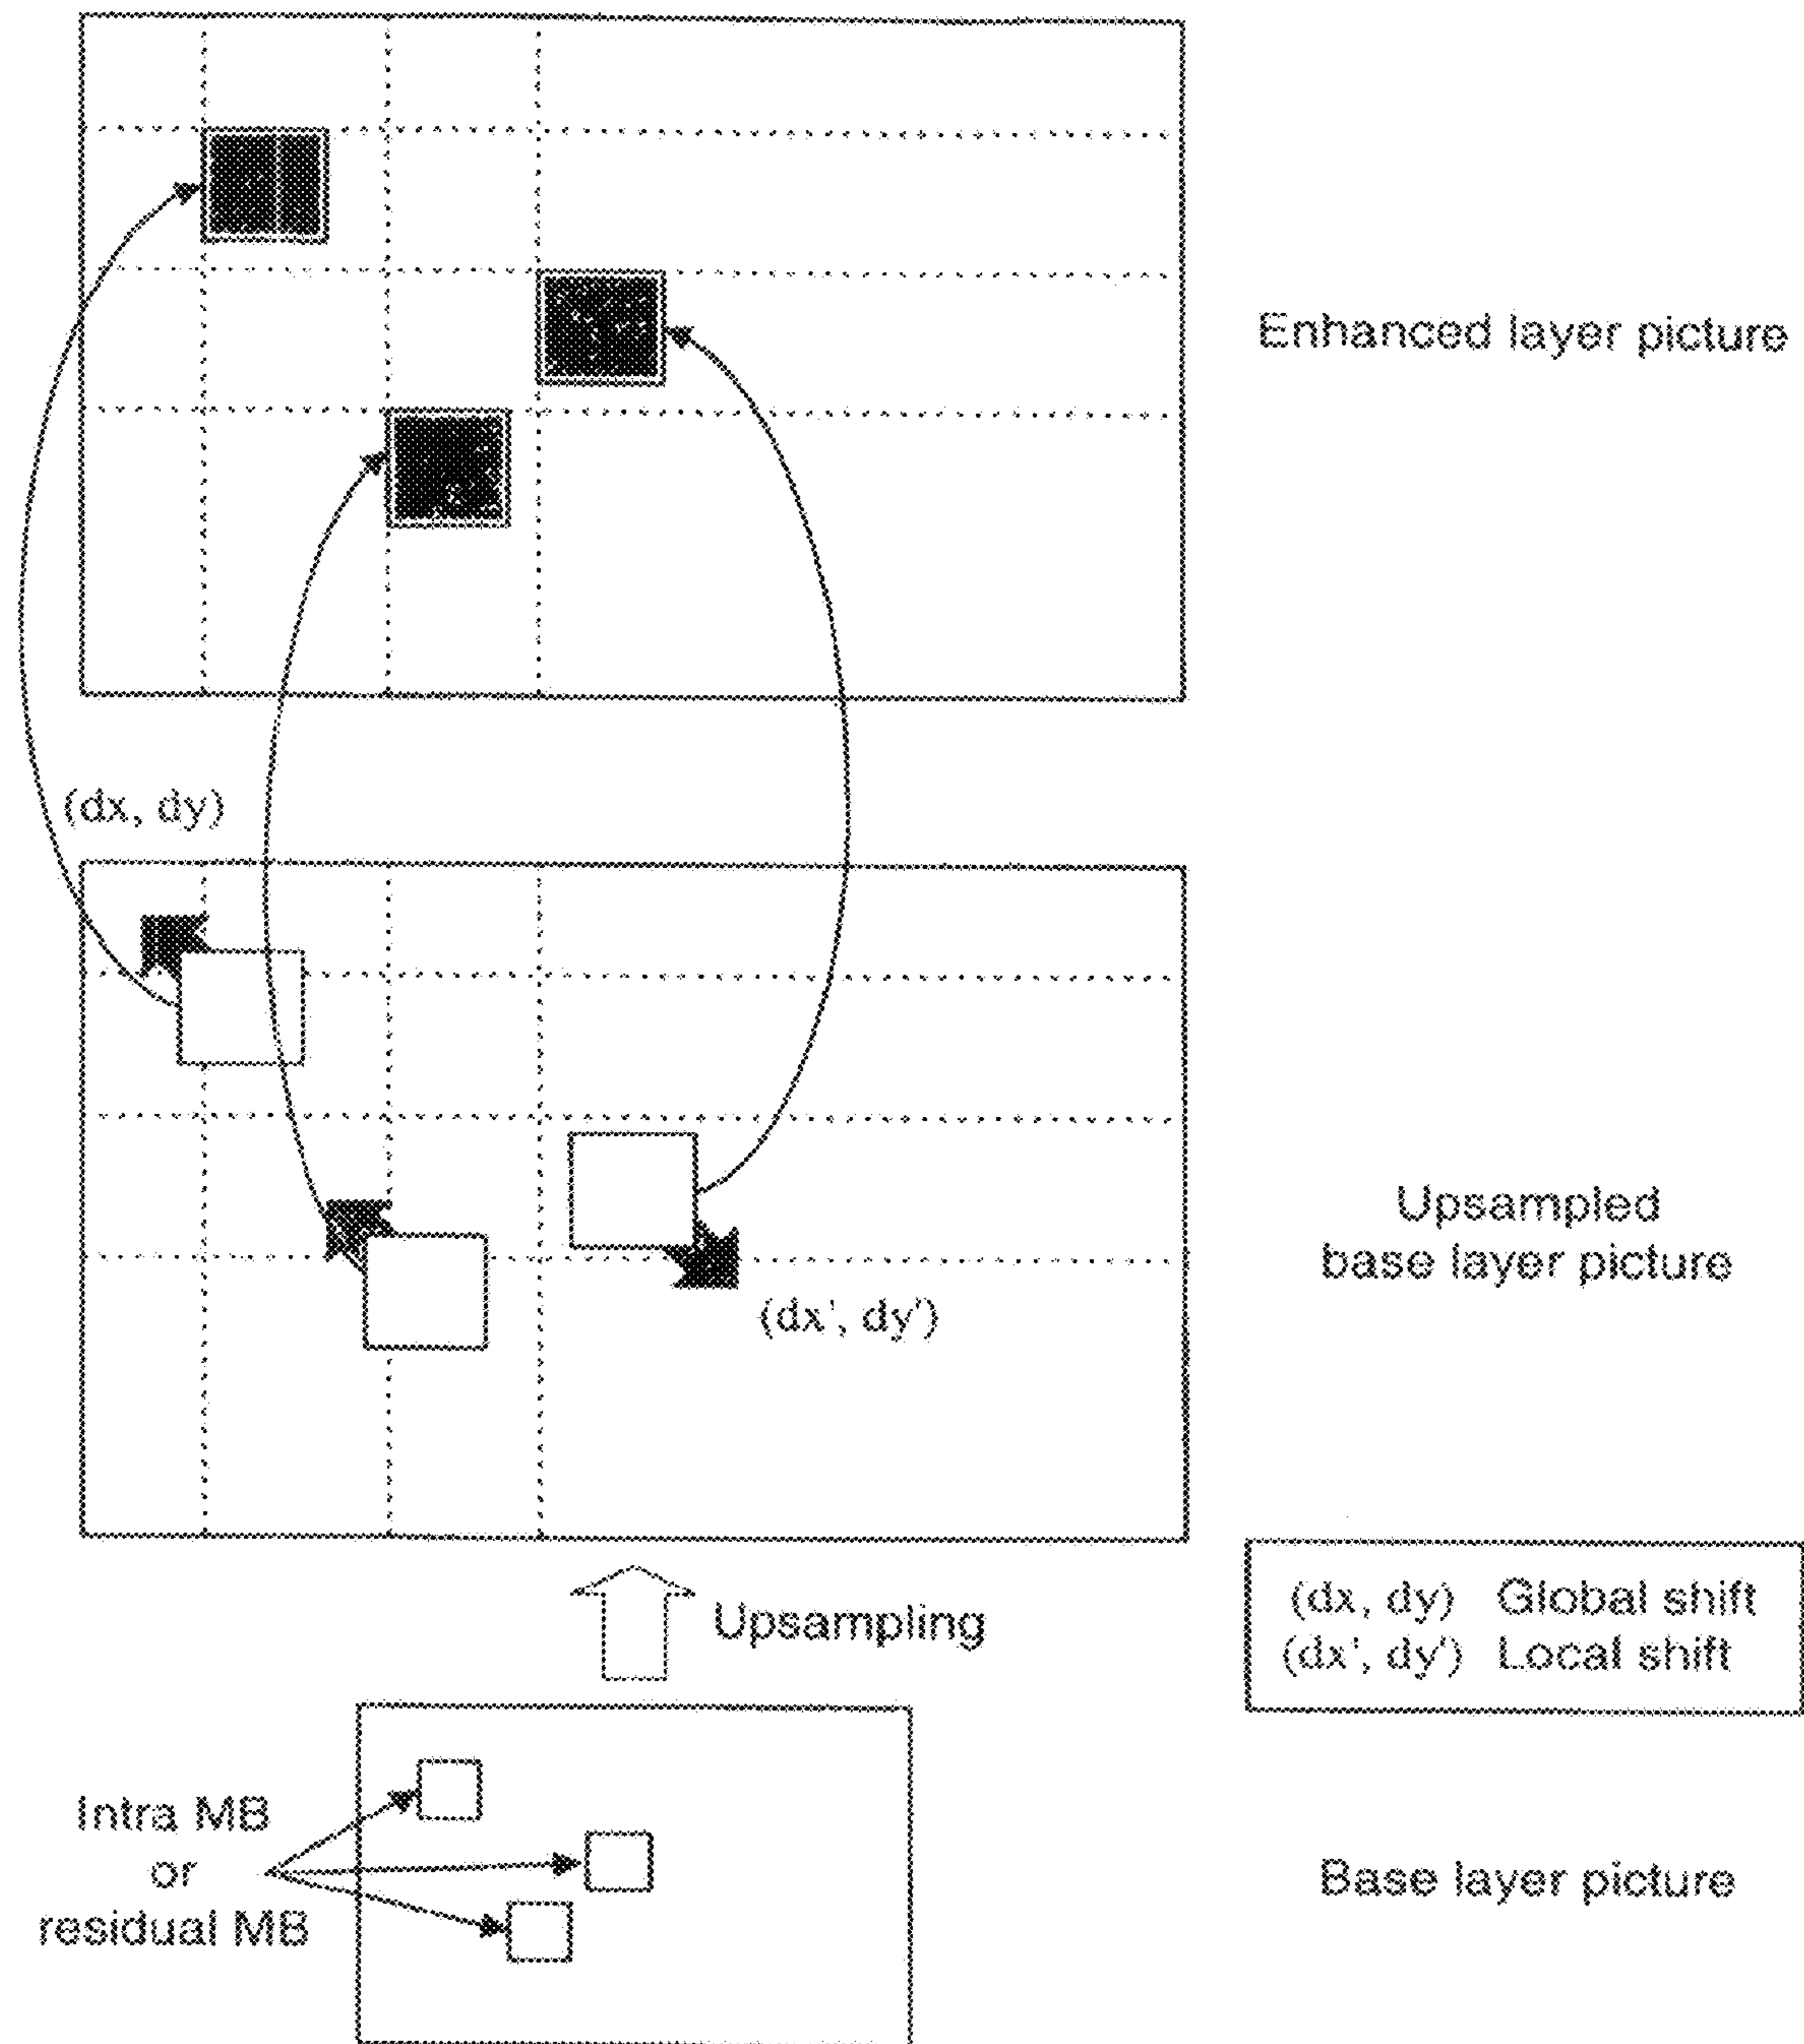 Enhanced layer picture
(dx, dy)
Upsampled
base layer picture
(dx', dy')
Upsampling
(dx, dy) Global shift
(dx', dy') Local shift
Intra MB
or
residual MB
Base layer picture